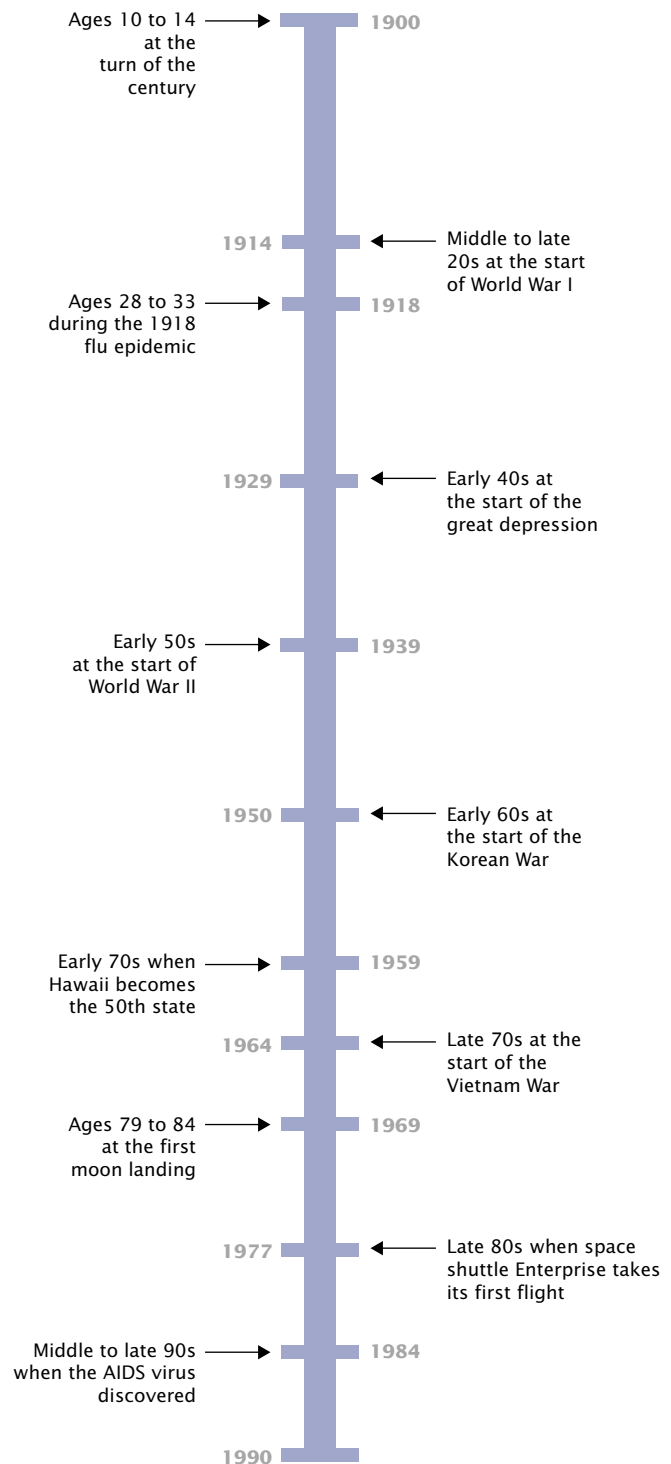 Ages 10 to 14
at the
turn of the
century
1900
1914
Middle to late
20s at the start
of World War I
Ages 28 to 33
during the 1918
flu epidemic
1918
1929
Early 40s at
the start of the
great depression
Early 50s
at the start of
World War II
1939
1950
Early 60s at
the start of the
Korean War
Early 70s when
Hawaii becomes
the 50th state
1959
1964
Late 70s at the
start of the
Vietnam War
Ages 79 to 84
at the first
moon landing
1969
1977
Late 80s when space
shuttle Enterprise takes
its first flight
Middle to late 90s
when the AIDS virus
discovered
1984
1990